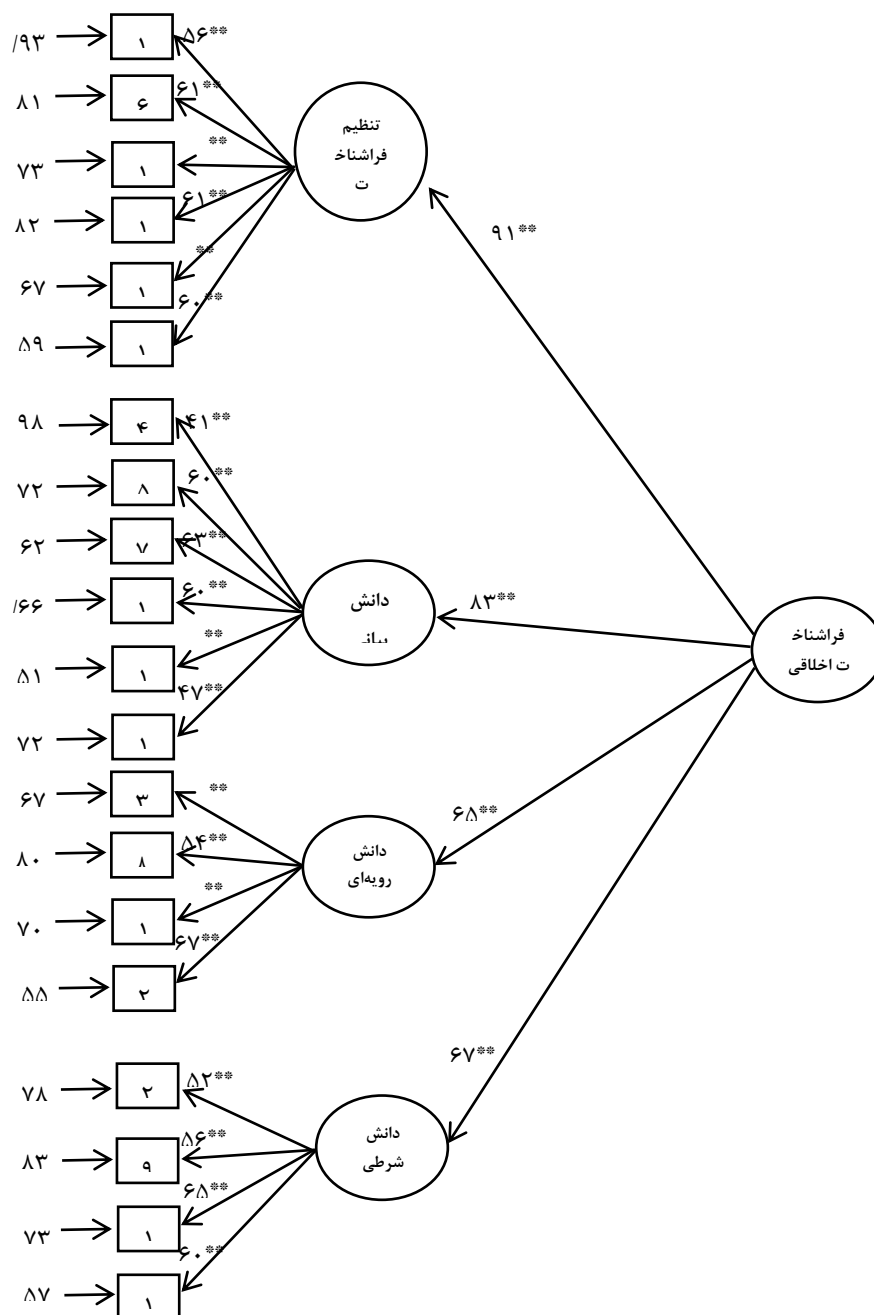 /۹۳ ۱ ۵۶**
۸۱ ۶ ۶۱**
۷۳ ۱ **
۸۲ ۱ ۶۱**
۶۷ ۱ **
۵۹ ۱ ۶۰**
تنظیم
فراشناخ
ت
۹۱**
۹۸ ۴ ۴۱**
۷۲ ۸ ۶۰**
۶۲ ۷ ۶۳**
/۶۶ ۱ ۶۰**
۵۱ ۱ **
۷۲ ۱ ۴۷**
دانش
۸۳**
فراشناخ
ت اخلاقی
۶۷ ۳ **
۸۰ ۸ ۵۴**
۷۰ ۱ **
۵۵ ۲ ۶۷**
دانش
رویه‌ای
۶۵**
۷۸ ۲ ۵۲**
۸۳ ۹ ۵۶**
۷۳ ۱ ۶۵**
۵۷ ۱ ۶۰**
دانش
شرطی
۶۷**